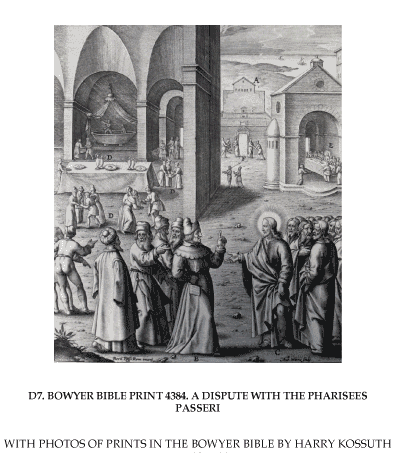 A
D
D
B
C
D7. BOWYER BIBLE PRINT 4384. A DISPUTE WITH THE PHARISEES
PASSERI
WITH PHOTOS OF PRINTS IN THE BOWYER BIBLE BY HARRY KOSSUTH